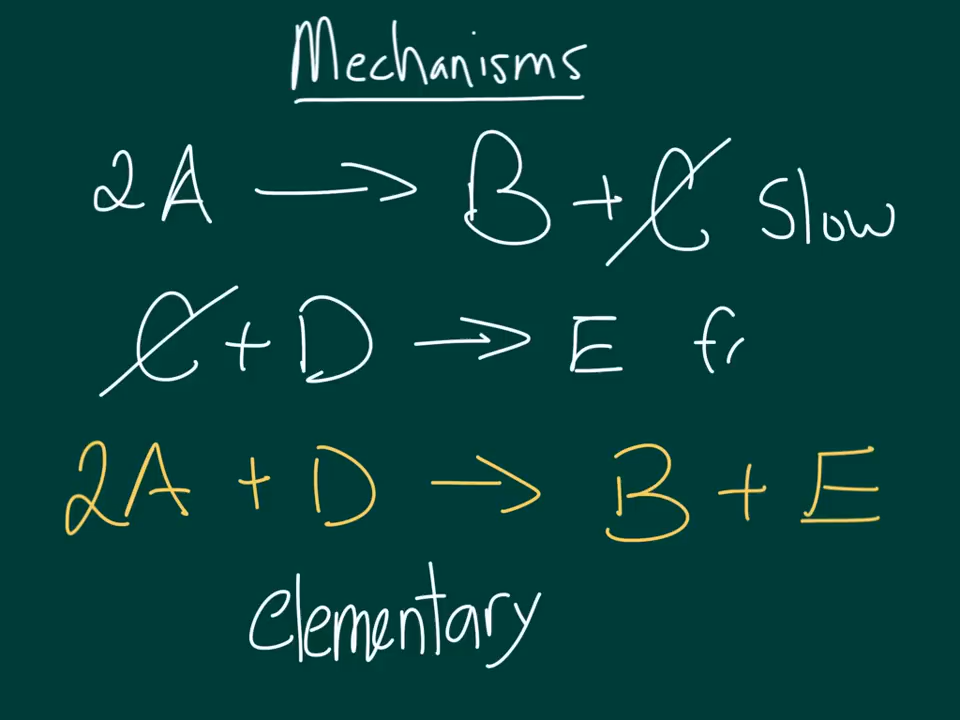 Mechanisms
2A → B + C Slow
C + D → E f
2A + D → B + E
elementary